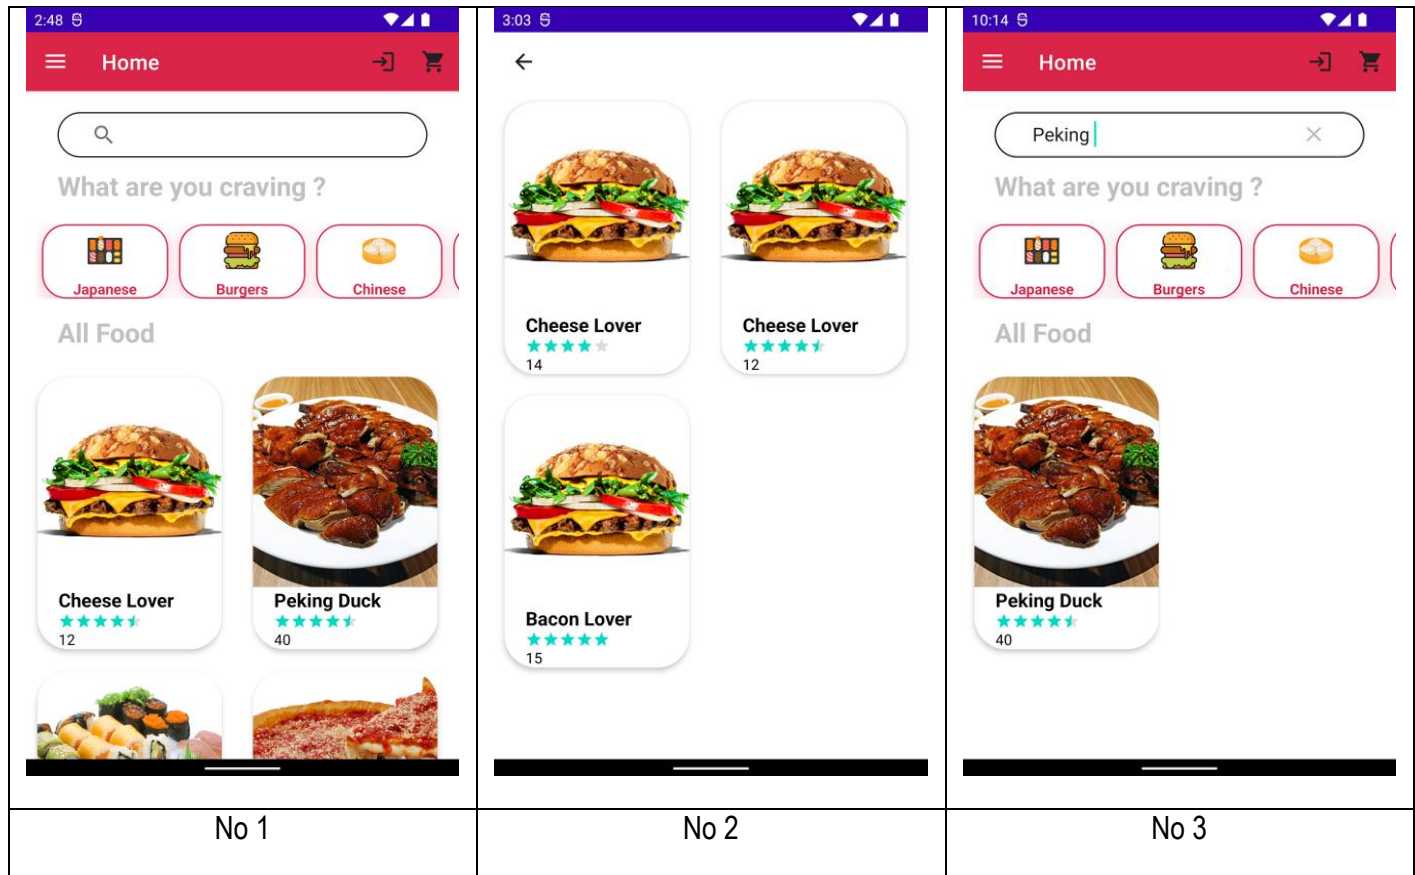 2:48
Home
What are you craving ?
Japanese
Burgers
Chinese
All Food
Cheese Lover
12
Peking Duck
40
No 1
3:03
Cheese Lover
14
Cheese Lover
12
Bacon Lover
15
No 2
10:14
Home
Peking
What are you craving ?
Japanese
Burgers
Chinese
All Food
Peking Duck
40
No 3